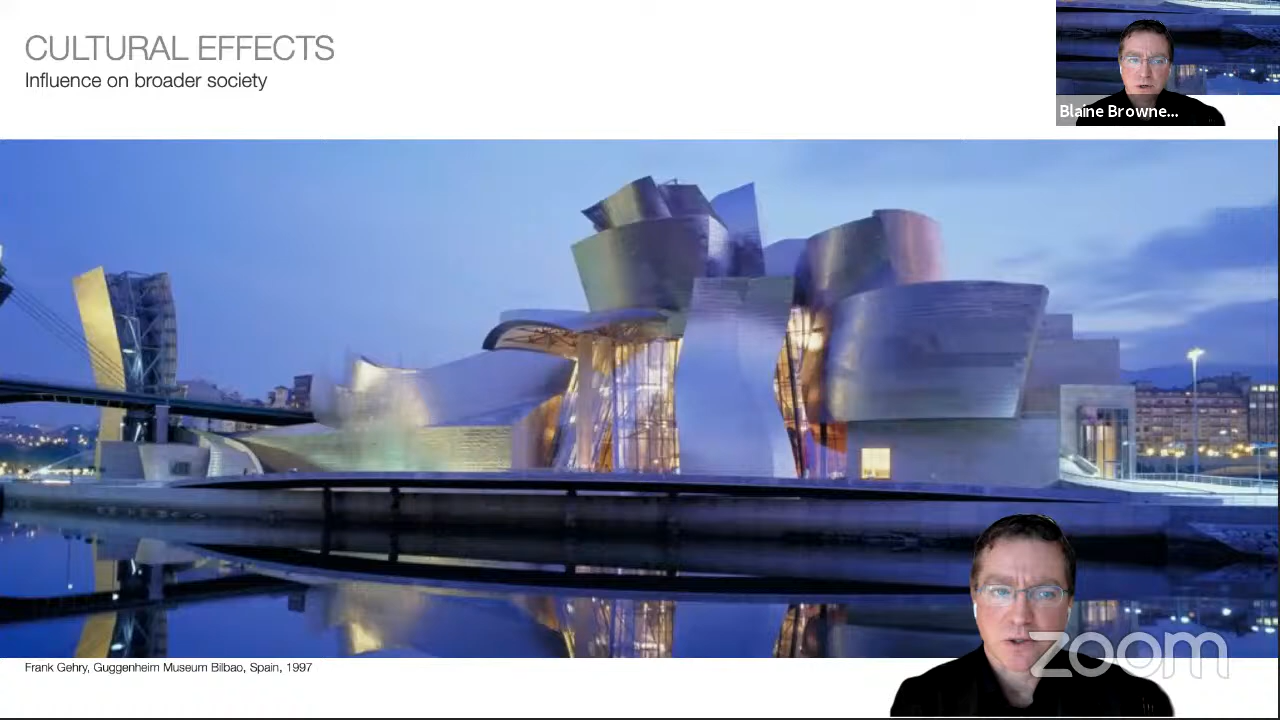 CULTURAL EFFECTS
Influence on broader society
Blaine Browne...
Frank Gehry, Guggenheim Museum Bilbao, Spain, 1997
zoom